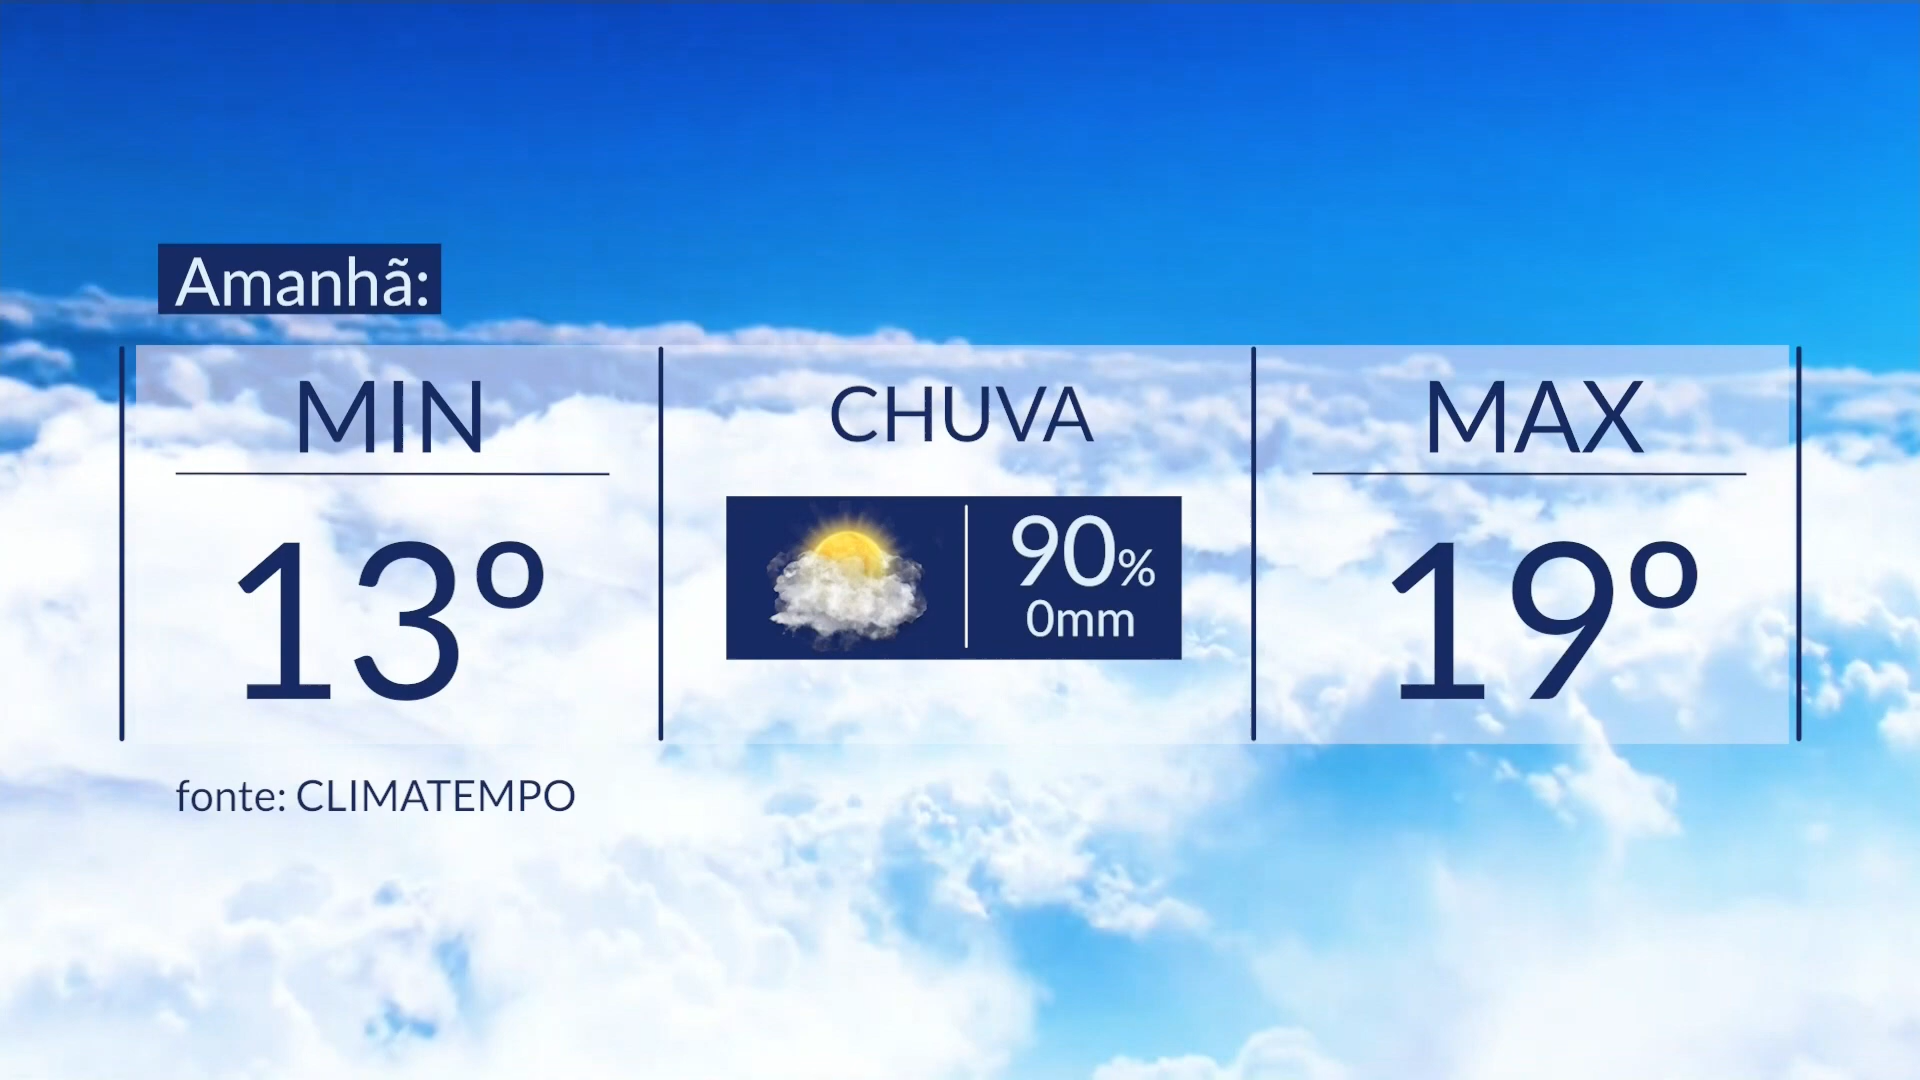 Amanhã:
MIN
13º
CHUVA
90%
0mm
MAX
19º
fonte: CLIMATEMPO